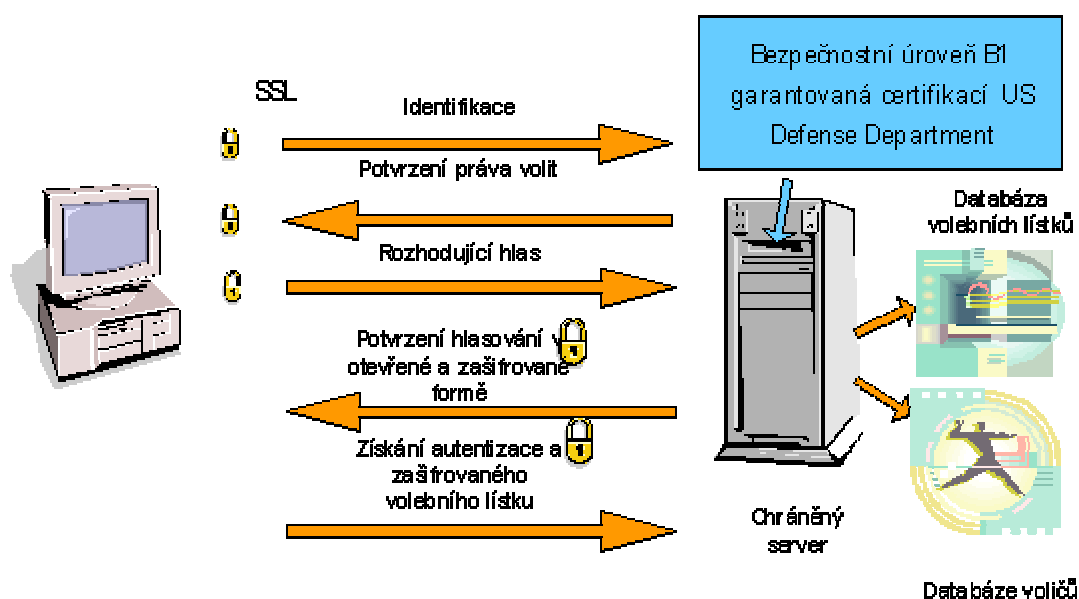 SSL
Identifikace
Potvrzení práva volit
Rozhodující hlas
Potvrzení hlasování v
otevřené a zašifrované
formě
Získání autentizace a
zašifrovaného
volebního lístku
Bezpečnostní úroveň B1
garantovaná certifikací US
Defense Department
Databáza
volebních lístků
Chráněný
server
Databáze voličů